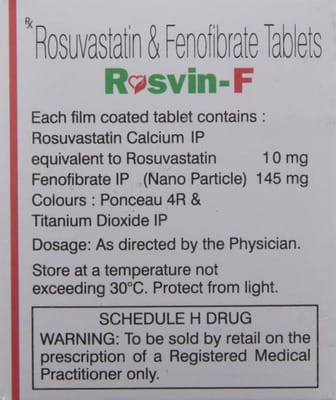 Rx Rosuvastatin & Fenofibrate Tablets
Rosvin-F
Each film coated tablet contains :
Rosuvastatin Calcium IP
equivalent to Rosuvastatin 10 mg
Fenofibrate IP (Nano Particle) 145 mg
Colours : Ponceau 4R &
Titanium Dioxide IP
Dosage: As directed by the Physician.
Store at a temperature not
exceeding 30°C. Protect from light.
SCHEDULE H DRUG
WARNING: To be sold by retail on the
prescription of a Registered Medical
Practitioner only.